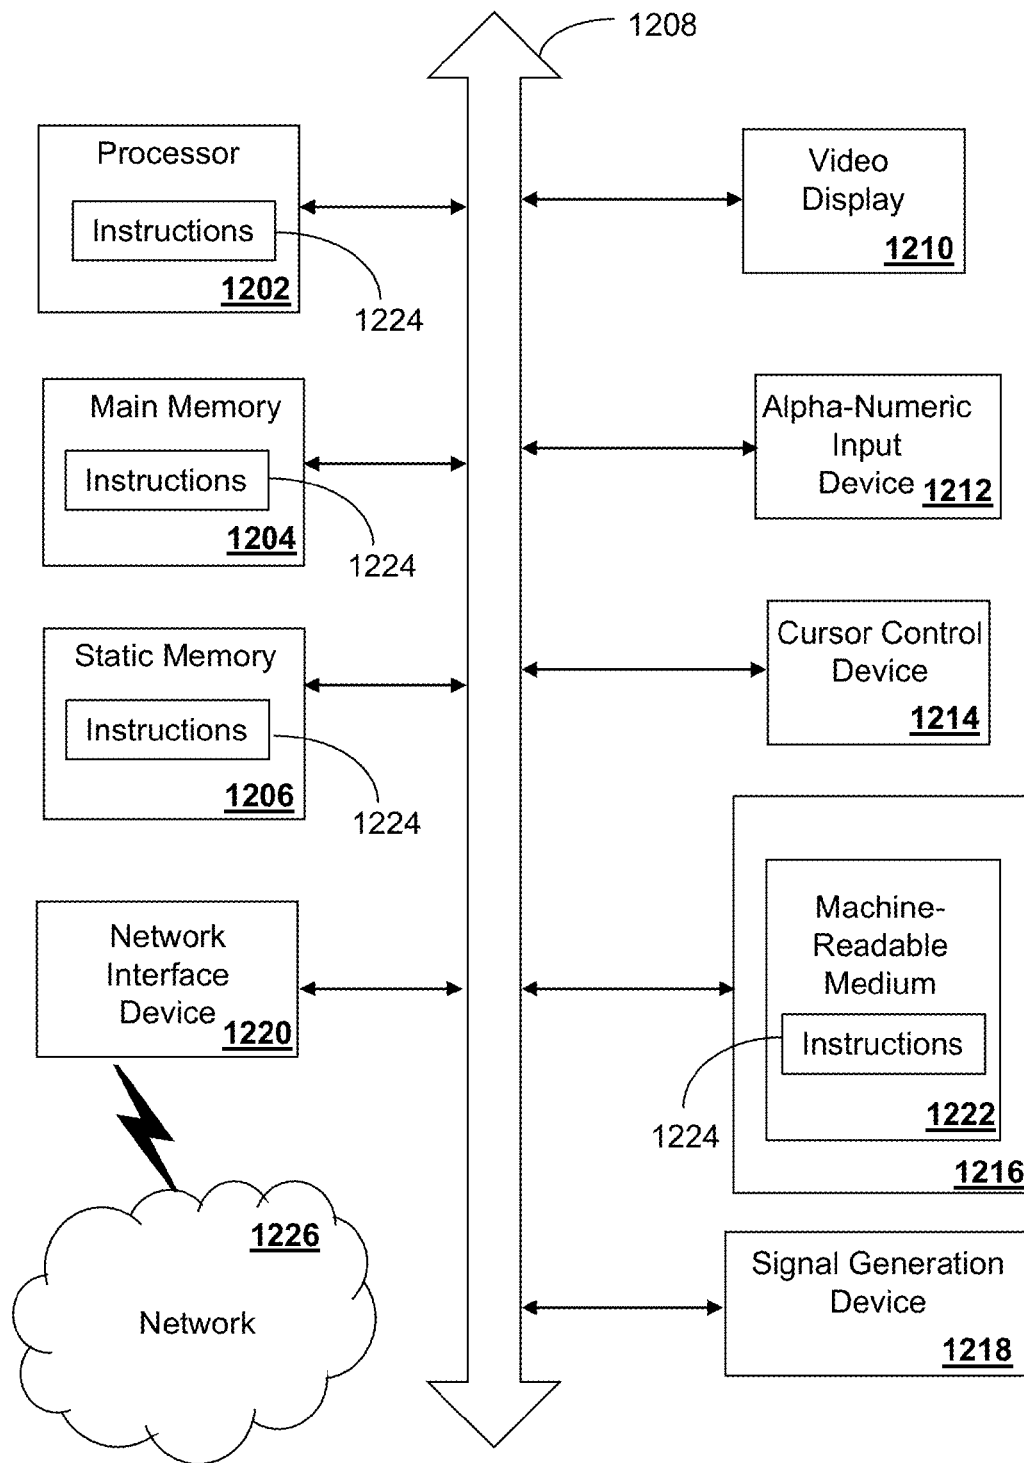 1208
Processor
Instructions
1202
1224
Video
Display
1210
Main Memory
Instructions
1204
1224
Alpha-Numeric
Input
Device
1212
Static Memory
Instructions
1206
1224
Cursor Control
Device
1214
Network
Interface
Device
1220
Machine-
Readable
Medium
Instructions
1222
1224
1216
1226
Network
Signal Generation
Device
1218